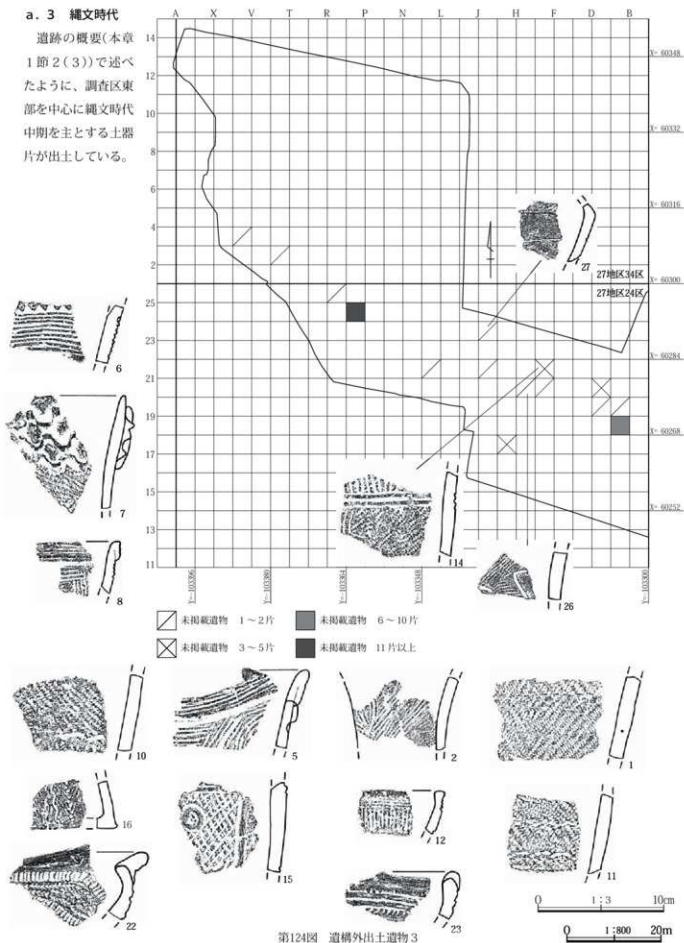 a. 3 縄文時代
遺跡の概要(本章
1節2(3))で述べ
たように、調査区東
部を中心に縄文時代
中期を主とする土器
片が出土している。
A X V T R P N L J H F D B
14
12
10
8
6
4
2
25
23
21
19
17
15
13
11
X= 60348
X= 60332
X= 60316
X= 60300
X= 60284
X= 60268
X= 60252
27地区34区
27地区24区
Y=-103396
Y=-103380
Y=-103364
Y=-103348
Y=-103300
27
6
7
8
14
26
未掲載遺物 1～2片
未掲載遺物 6～10片
未掲載遺物 3～5片
未掲載遺物 11片以上
10
5
2
1
16
15
12
11
22
23
0 1:3 10cm
0 1:800 20m
第124図 遺構外出土遺物3